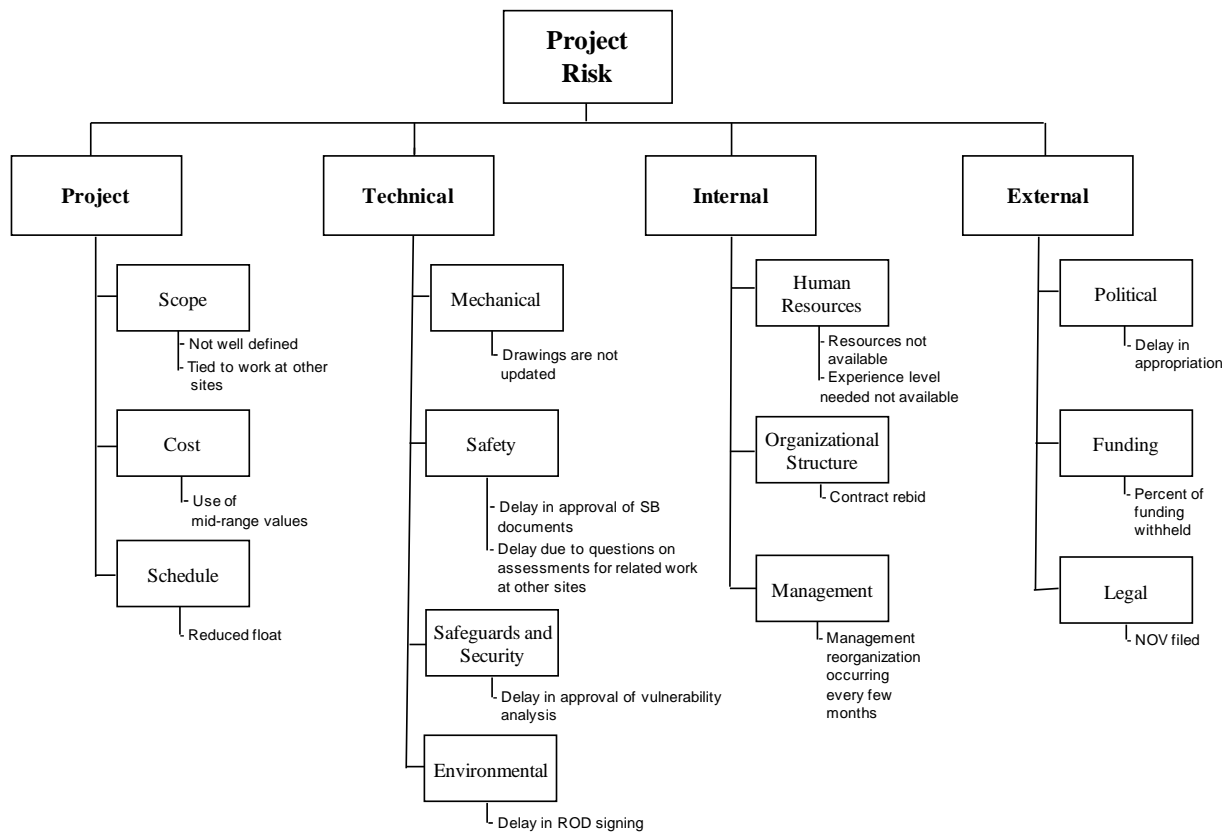 Project
Risk
Project
Technical
Internal
External
Scope
- Not well defined
- Tied to work at other
sites
Cost
- Use of
mid-range values
Schedule
- Reduced float
Mechanical
- Drawings are not
updated
Safety
- Delay in approval of SB
documents
- Delay due to questions on
assessments for related work
at other sites
Safeguards and
Security
- Delay in approval of vulnerability
analysis
Environmental
- Delay in ROD signing
Human
Resources
- Resources not
available
- Experience level
needed not available
Organizational
Structure
- Contract rebid
Management
- Management
reorganization
occurring
every few
months
Political
- Delay in
appropriation
Funding
- Percent of
funding
withheld
Legal
- NOV filed